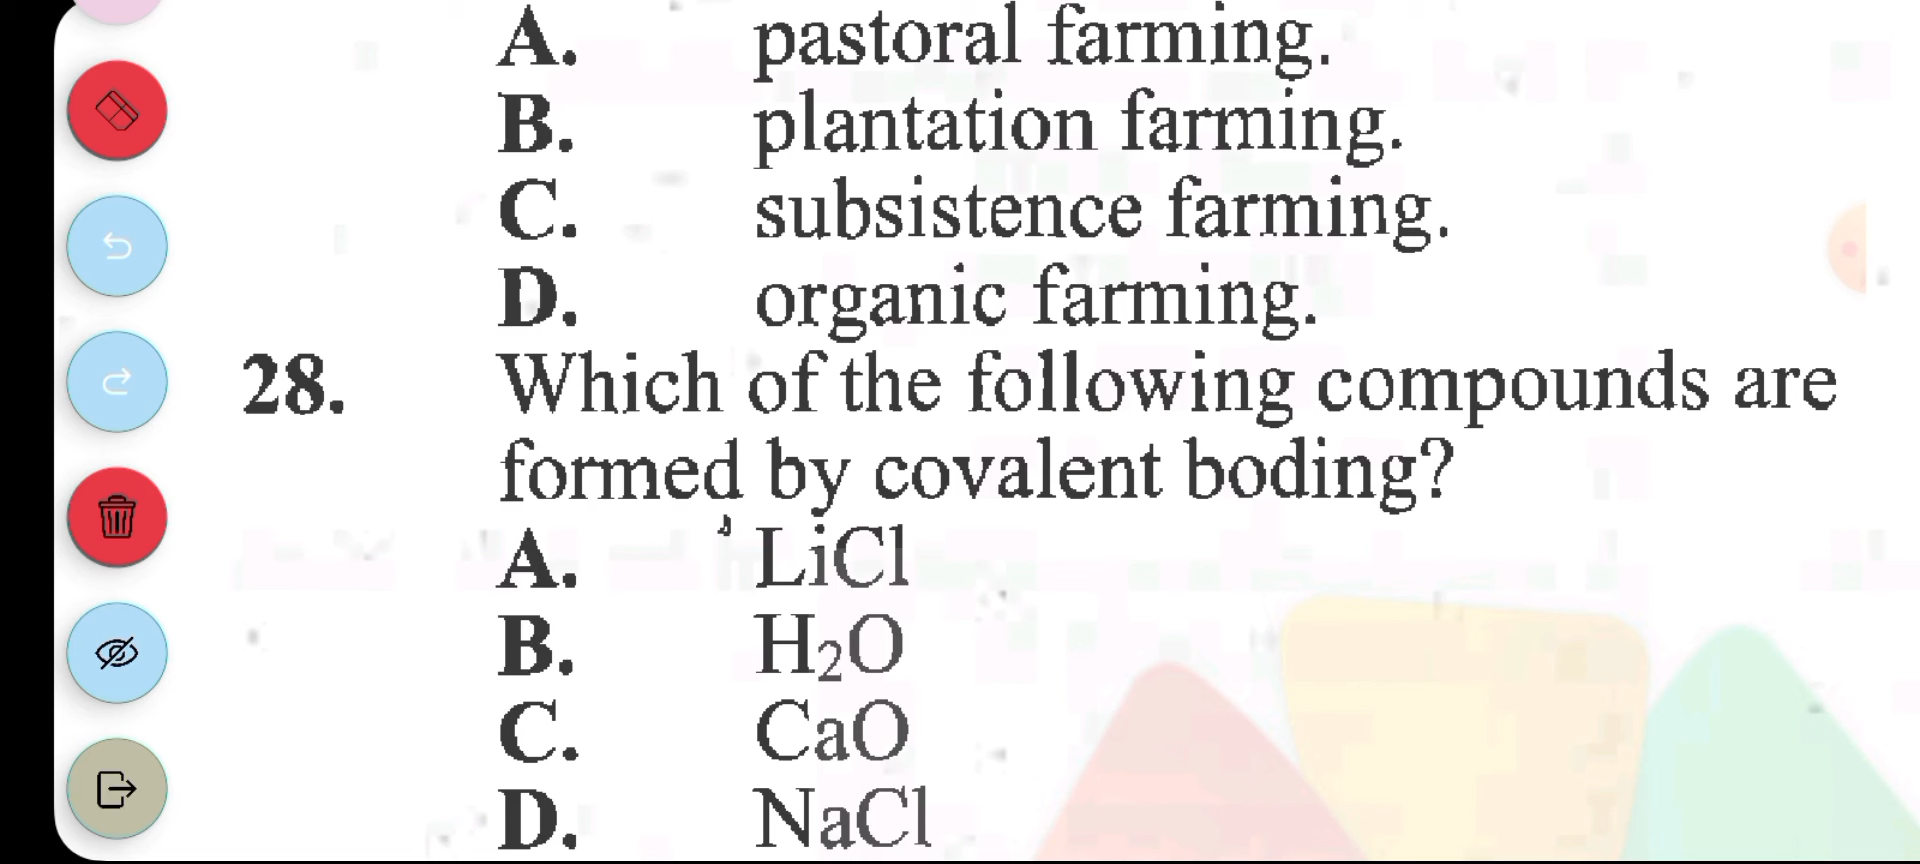 A. pastoral farming.
B. plantation farming.
C. subsistence farming.
D. organic farming.
28. Which of the following compounds are
formed by covalent boding?
A. LiCl
B. H₂O
C. CaO
D. NaCl